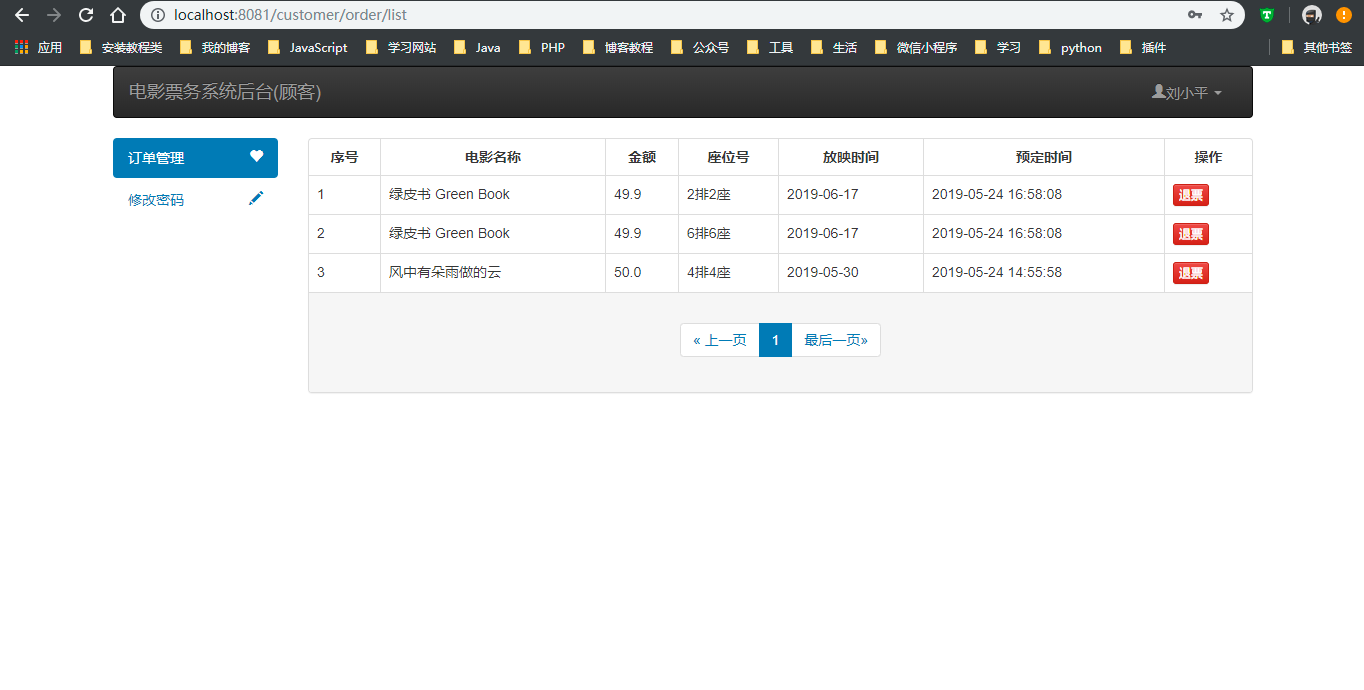 localhost:8081/customer/order/list
应用 安装教程类 我的博客 JavaScript 学习网站 Java PHP 博客教程 公众号 工具 生活 微信小程序 学习 python 插件 其他书签
电影票务系统后台(顾客) 刘小平
订单管理
修改密码
序号 电影名称 金额 座位号 放映时间 预定时间 操作
1 绿皮书 Green Book 49.9 2排2座 2019-06-17 2019-05-24 16:58:08 退票
2 绿皮书 Green Book 49.9 6排6座 2019-06-17 2019-05-24 16:58:08 退票
3 风中有朵雨做的云 50.0 4排4座 2019-05-30 2019-05-24 14:55:58 退票
« 上一页 1 最后一页»